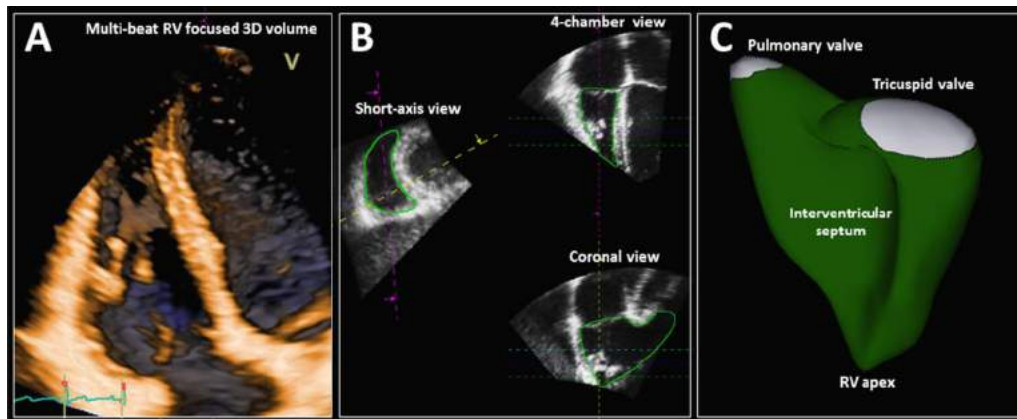 A
Multi-beat RV focused 3D volume
V
B
4-chamber view
Short-axis view
Coronal view
C
Pulmonary valve
Tricuspid valve
Interventricular
septum
RV apex